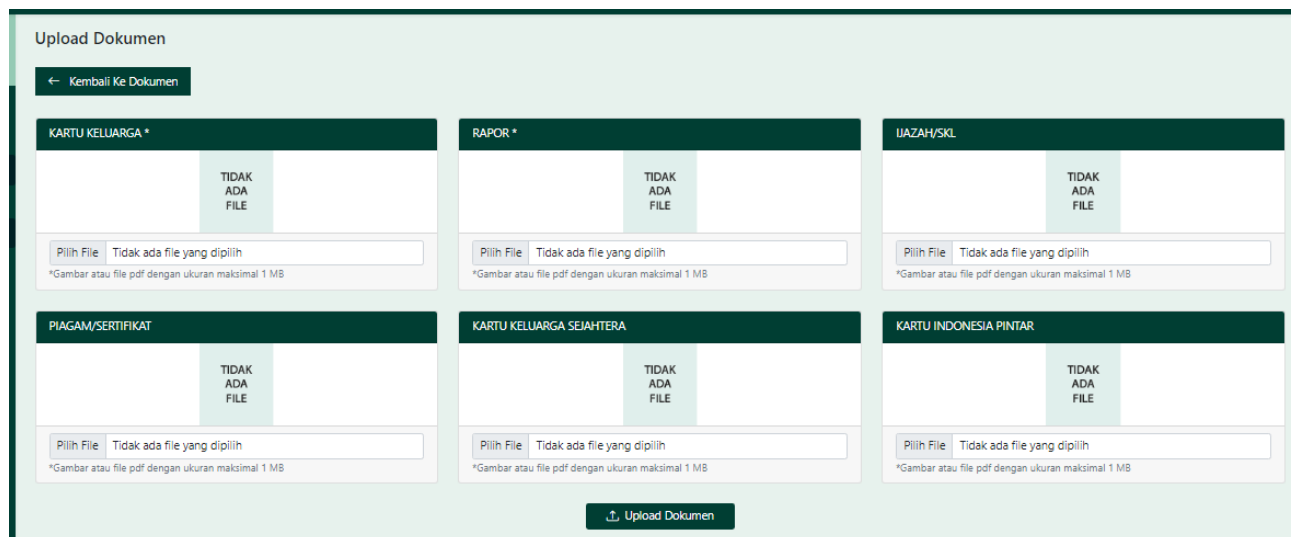 Upload Dokumen
← Kembali Ke Dokumen
KARTU KELUARGA *
TIDAK
ADA
FILE
Pilih File Tidak ada file yang dipilih
*Gambar atau file pdf dengan ukuran maksimal 1 MB
RAPOR *
TIDAK
ADA
FILE
Pilih File Tidak ada file yang dipilih
*Gambar atau file pdf dengan ukuran maksimal 1 MB
IJAZAH/SKL
TIDAK
ADA
FILE
Pilih File Tidak ada file yang dipilih
*Gambar atau file pdf dengan ukuran maksimal 1 MB
PIAGAM/SERTIFIKAT
TIDAK
ADA
FILE
Pilih File Tidak ada file yang dipilih
*Gambar atau file pdf dengan ukuran maksimal 1 MB
KARTU KELUARGA SEJAHTERA
TIDAK
ADA
FILE
Pilih File Tidak ada file yang dipilih
*Gambar atau file pdf dengan ukuran maksimal 1 MB
KARTU INDONESIA PINTAR
TIDAK
ADA
FILE
Pilih File Tidak ada file yang dipilih
*Gambar atau file pdf dengan ukuran maksimal 1 MB
Upload Dokumen